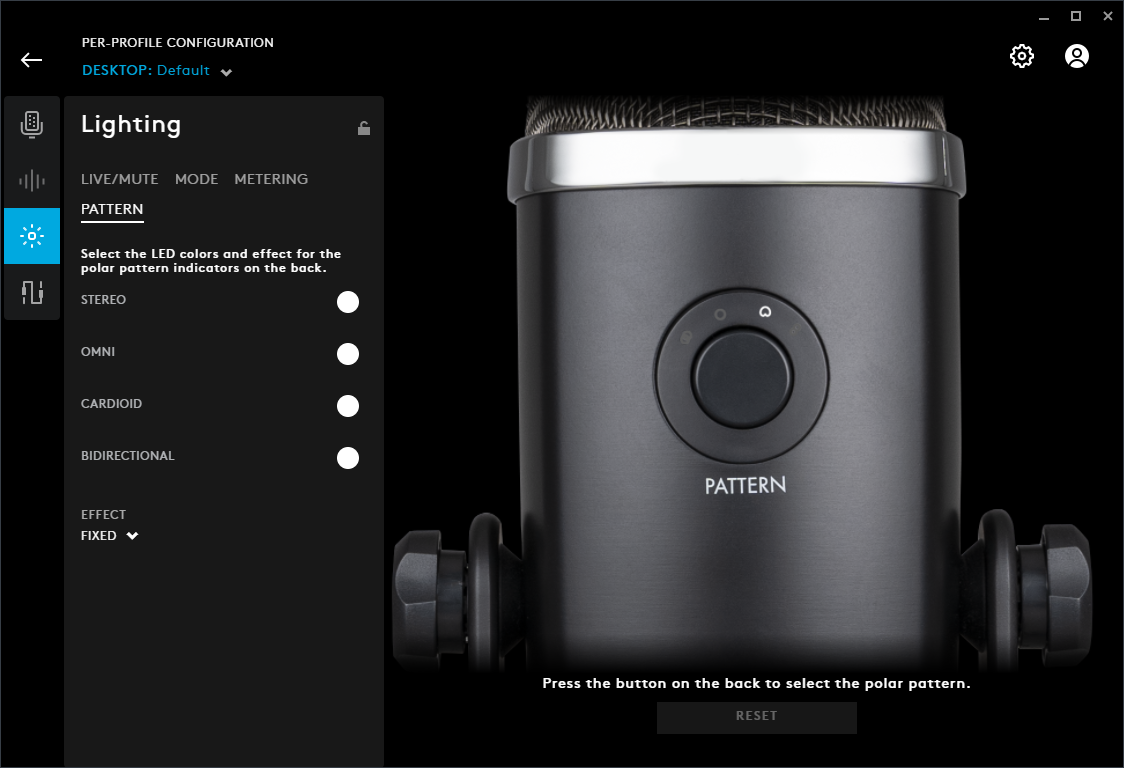 PER-PROFILE CONFIGURATION
DESKTOP: Default
Lighting
LIVE/MUTE MODE METERING
PATTERN
Select the LED colors and effect for the
polar pattern indicators on the back.
STEREO
OMNI
CARDIOID
BIDIRECTIONAL
EFFECT
FIXED
PATTERN
Press the button on the back to select the polar pattern.
RESET